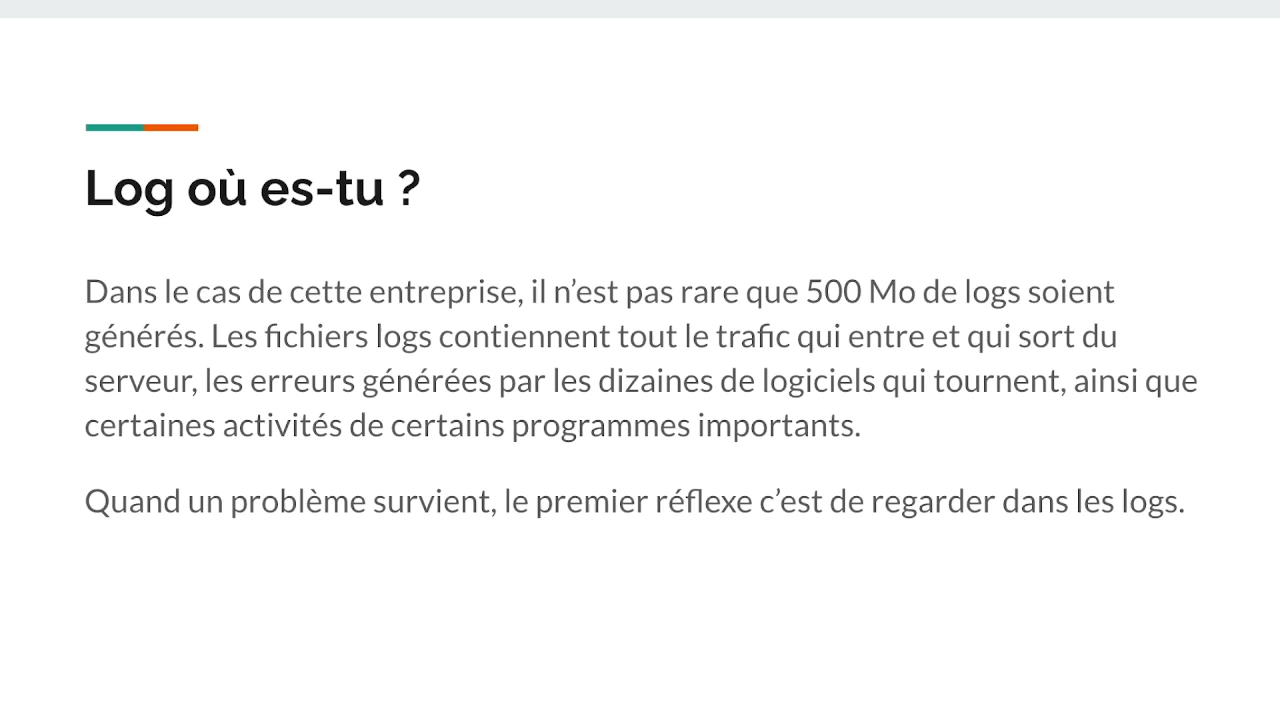 Log où es-tu ?
Dans le cas de cette entreprise, il n’est pas rare que 500 Mo de logs soient
générés. Les fichiers logs contiennent tout le trafic qui entre et qui sort du
serveur, les erreurs générées par les dizaines de logiciels qui tournent, ainsi que
certaines activités de certains programmes importants.
Quand un problème survient, le premier réflexe c’est de regarder dans les logs.